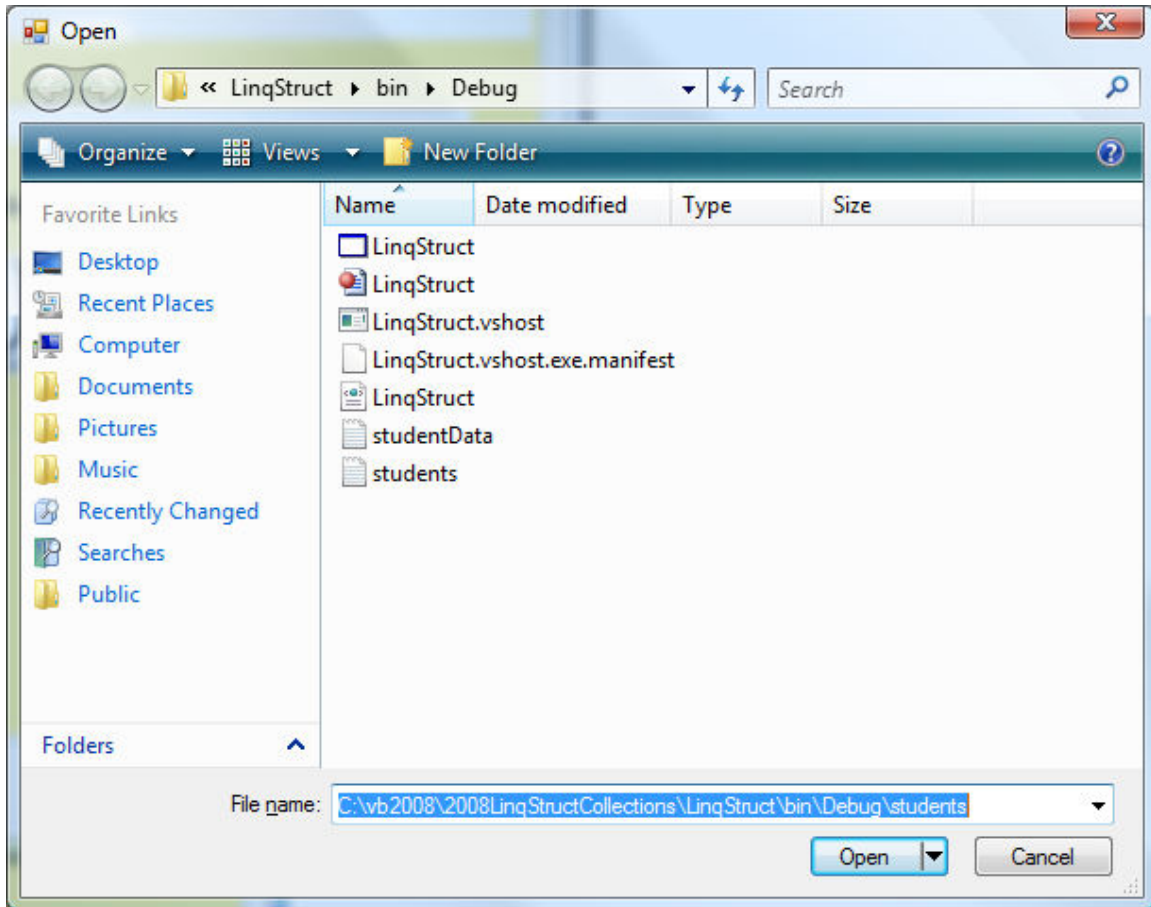 Open
« LinqStruct ▸ bin ▸ Debug
Search
Organize Views New Folder
Favorite Links
Desktop
Recent Places
Computer
Documents
Pictures
Music
Recently Changed
Searches
Public
Folders
Name Date modified Type Size
LinqStruct
LinqStruct
LinqStruct.vshost
LinqStruct.vshost.exe.manifest
LinqStruct
studentData
students
File name: C:\vb2008\2008LinqStructCollections\LinqStruct\bin\Debug\students
Open Cancel